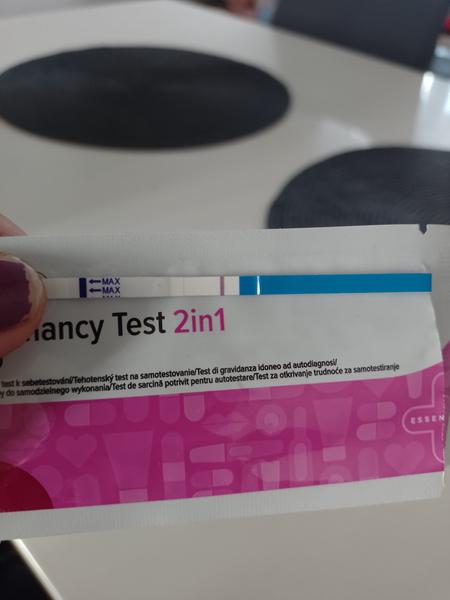 MAX
MAX
nancy Test 2in1
test k sebetestování/Tehotenský test na samotestovanie/Test di gravidanza idoneo ad autodiagnosi/
y do samodzielnego wykonania/Test de sarcină potrivit pentru autotestare/Test za otkrivanje trudnoće za samotestiranje
ESSEN